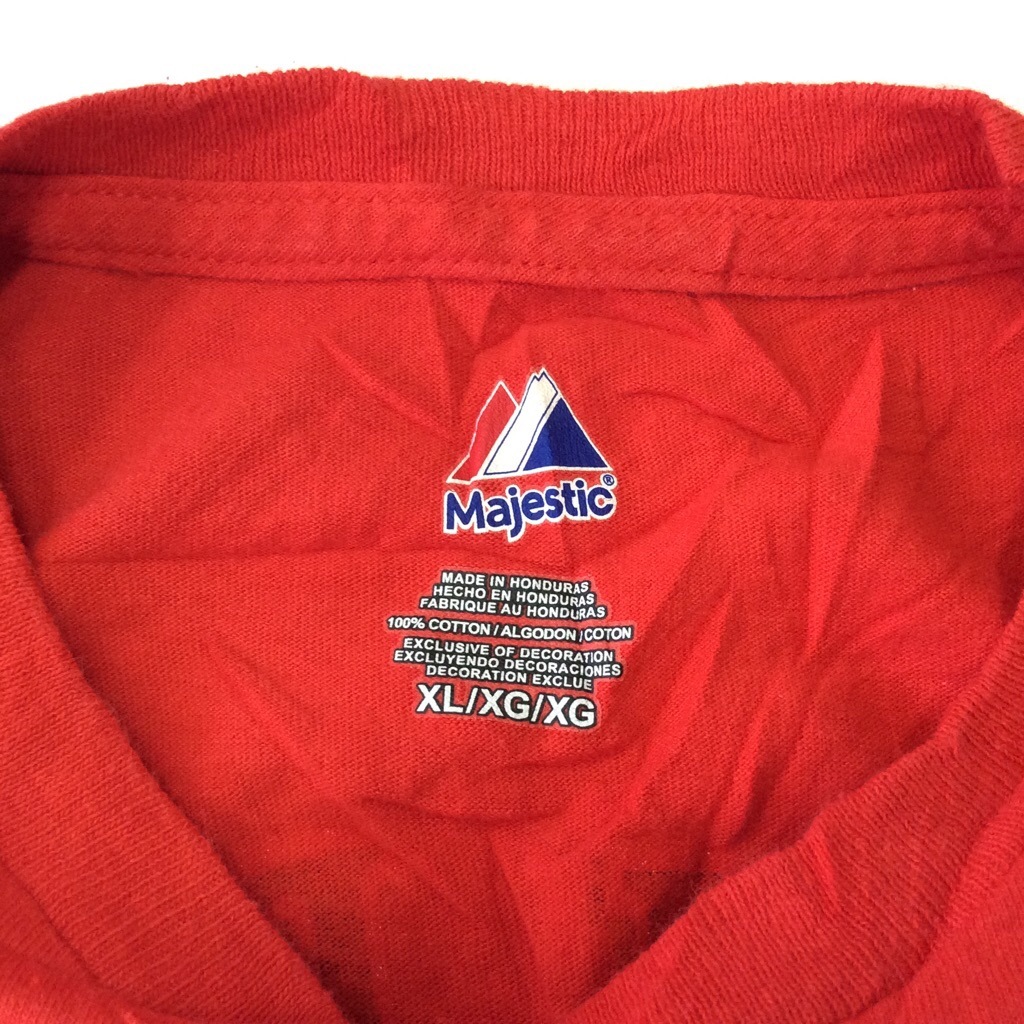 Majestic®
MADE IN HONDURAS
HECHO EN HONDURAS
FABRIQUE AU HONDURAS
100% COTTON / ALGODON / COTON
EXCLUSIVE OF DECORATION
EXCLUYENDO DECORACIONES
DECORATION EXCLUE
XL/XG/XG